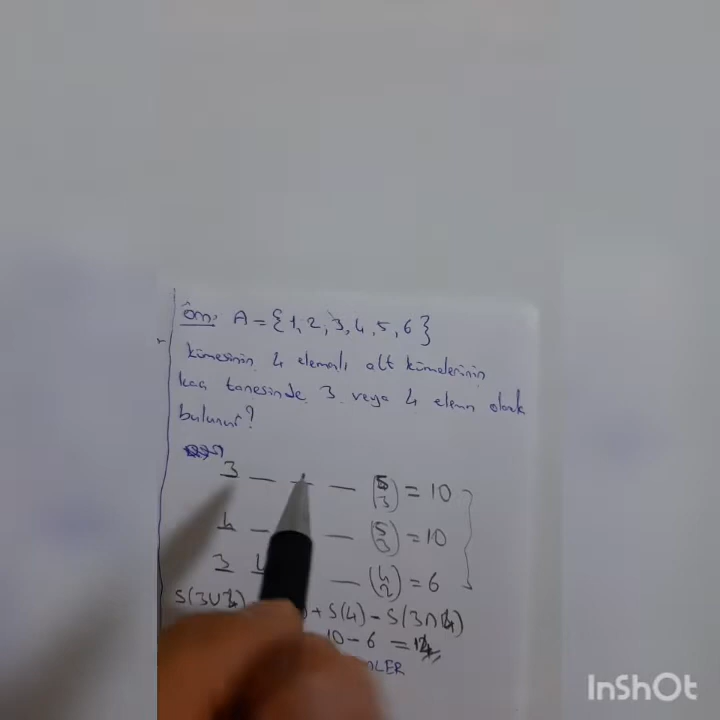 Örn: A = {1, 2, 3, 4, 5, 6}
kümesinin 4 elemanlı alt kümelerinin
kaç tanesinde 3 veya 4 elemn olarak
bulunur?
3 _ _ _ (5 3) = 10
4 _ _ (5 3) = 10
3 4 _ (4 2) = 6
S(3∪4) + S(4) - S(3∩4)
10 - 6 = 14
InShOt